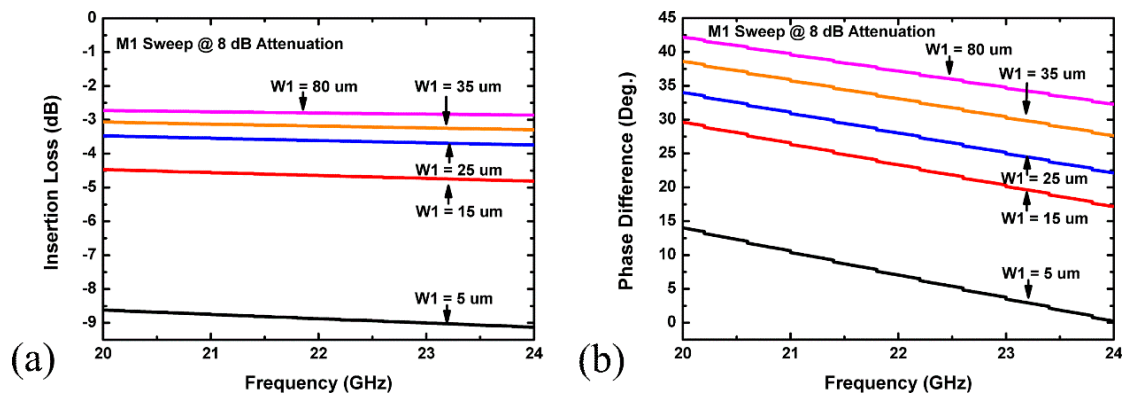 M1 Sweep @ 8 dB Attenuation
W1 = 80 um
W1 = 35 um
W1 = 25 um
W1 = 15 um
W1 = 5 um
0
-1
-2
-3
-4
-5
-6
-7
-8
-9
20
21
22
23
24
Insertion Loss (dB)
Frequency (GHz)
(a)
M1 Sweep @ 8 dB Attenuation
W1 = 80 um
W1 = 35 um
W1 = 25 um
W1 = 15 um
W1 = 5 um
45
40
35
30
25
20
15
10
5
0
20
21
22
23
24
Phase Difference (Deg.)
Frequency (GHz)
(b)